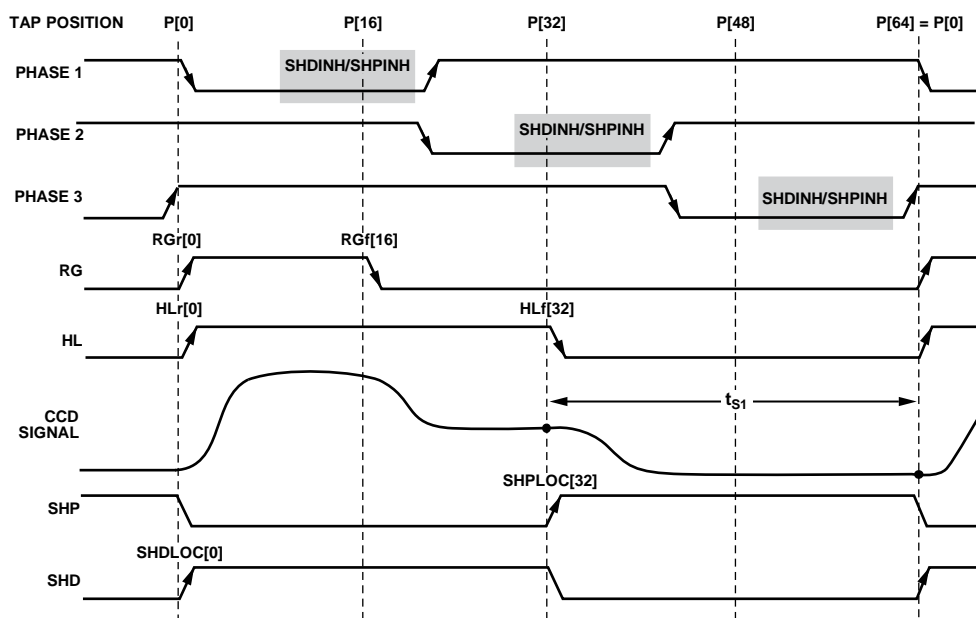 TAP POSITION P[0] P[16] P[32] P[48] P[64] = P[0]
PHASE 1
SHDINH/SHPINH
PHASE 2
SHDINH/SHPINH
PHASE 3
SHDINH/SHPINH
RGr[0] RGf[16]
RG
HLr[0] HLf[32]
HL
tS1
CCD
SIGNAL
SHPLOC[32]
SHP
SHDLOC[0]
SHD